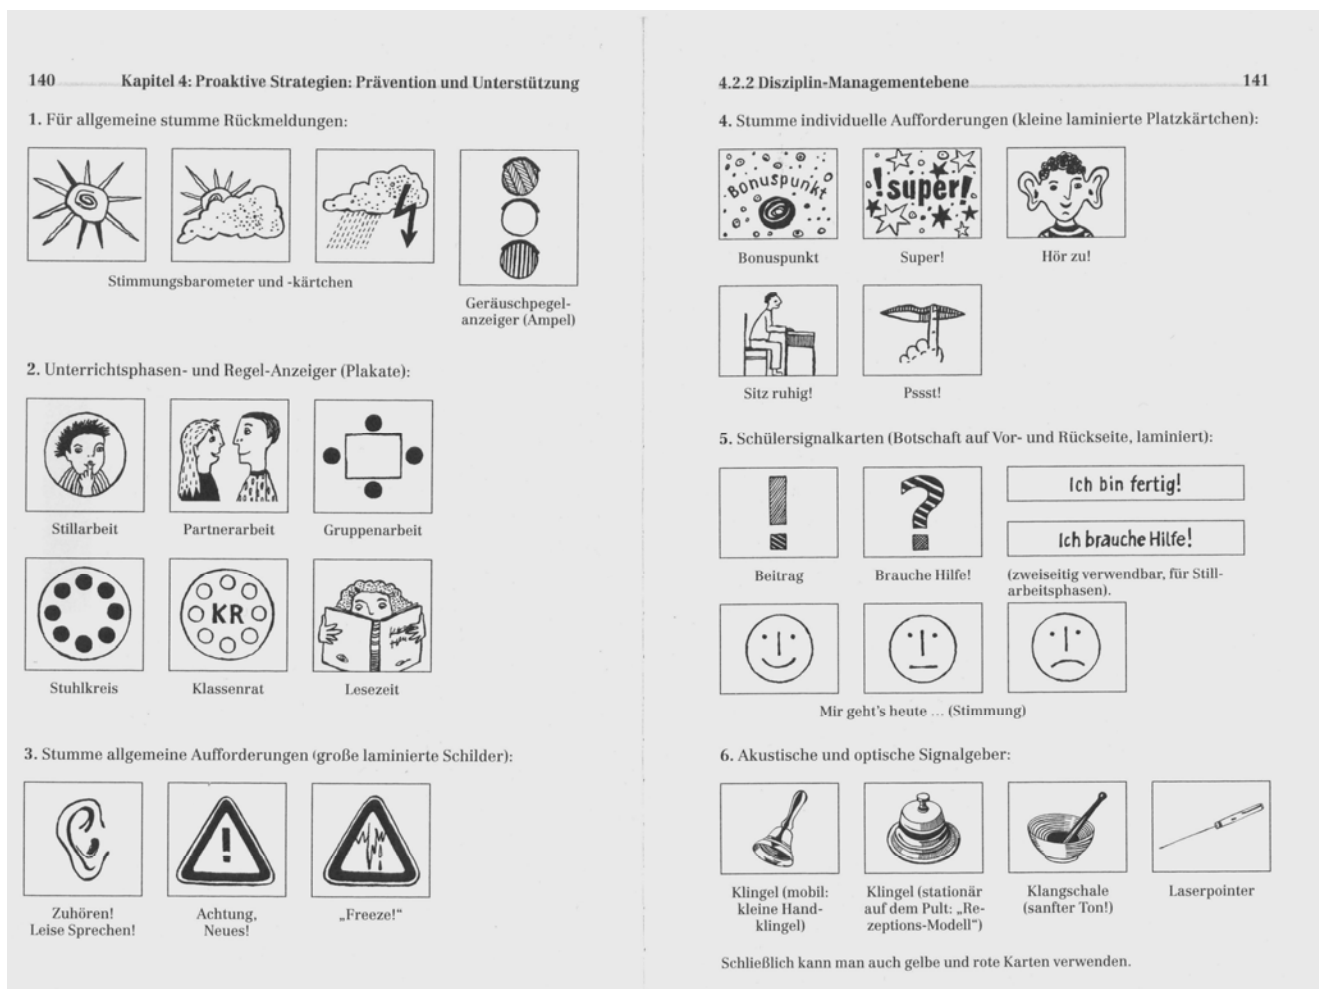 140 Kapitel 4: Proaktive Strategien: Prävention und Unterstützung
1. Für allgemeine stumme Rückmeldungen:
Stimmungsbarometer und -kärtchen
Geräuschpegel-
anzeiger (Ampel)
2. Unterrichtsphasen- und Regel-Anzeiger (Plakate):
Stillarbeit
Partnerarbeit
Gruppenarbeit
KR
Stuhlkreis
Klassenrat
Lesezeit
3. Stumme allgemeine Aufforderungen (große laminierte Schilder):
!
Zuhören!
Leise Sprechen!
Achtung,
Neues!
„Freeze!“
4.2.2 Disziplin-Managementebene 141
4. Stumme individuelle Aufforderungen (kleine laminierte Platzkärtchen):
Bonuspunkt
!super!
Bonuspunkt
Super!
Hör zu!
Sitz ruhig!
Pssst!
5. Schülersignalkarten (Botschaft auf Vor- und Rückseite, laminiert):
!
?
Ich bin fertig!
Ich brauche Hilfe!
Beitrag
Brauche Hilfe!
(zweiseitig verwendbar, für Still-
arbeitsphasen).
Mir geht's heute ... (Stimmung)
6. Akustische und optische Signalgeber:
Klingel (mobil:
kleine Hand-
klingel)
Klingel (stationär
auf dem Pult: „Re-
zeptions-Modell“)
Klangschale
(sanfter Ton!)
Laserpointer
Schließlich kann man auch gelbe und rote Karten verwenden.